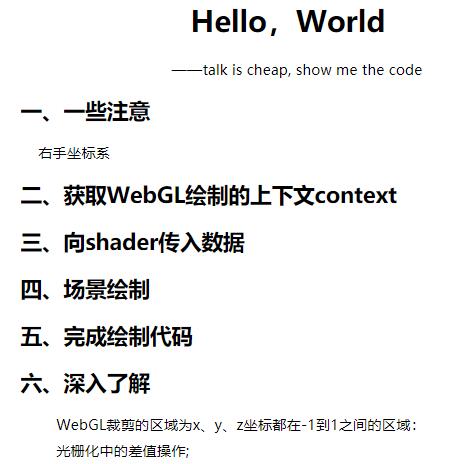 Hello，World
——talk is cheap, show me the code
一、一些注意
右手坐标系
二、获取WebGL绘制的上下文context
三、向shader传入数据
四、场景绘制
五、完成绘制代码
六、深入了解
WebGL裁剪的区域为x、y、z坐标都在-1到1之间的区域：
光栅化中的差值操作;